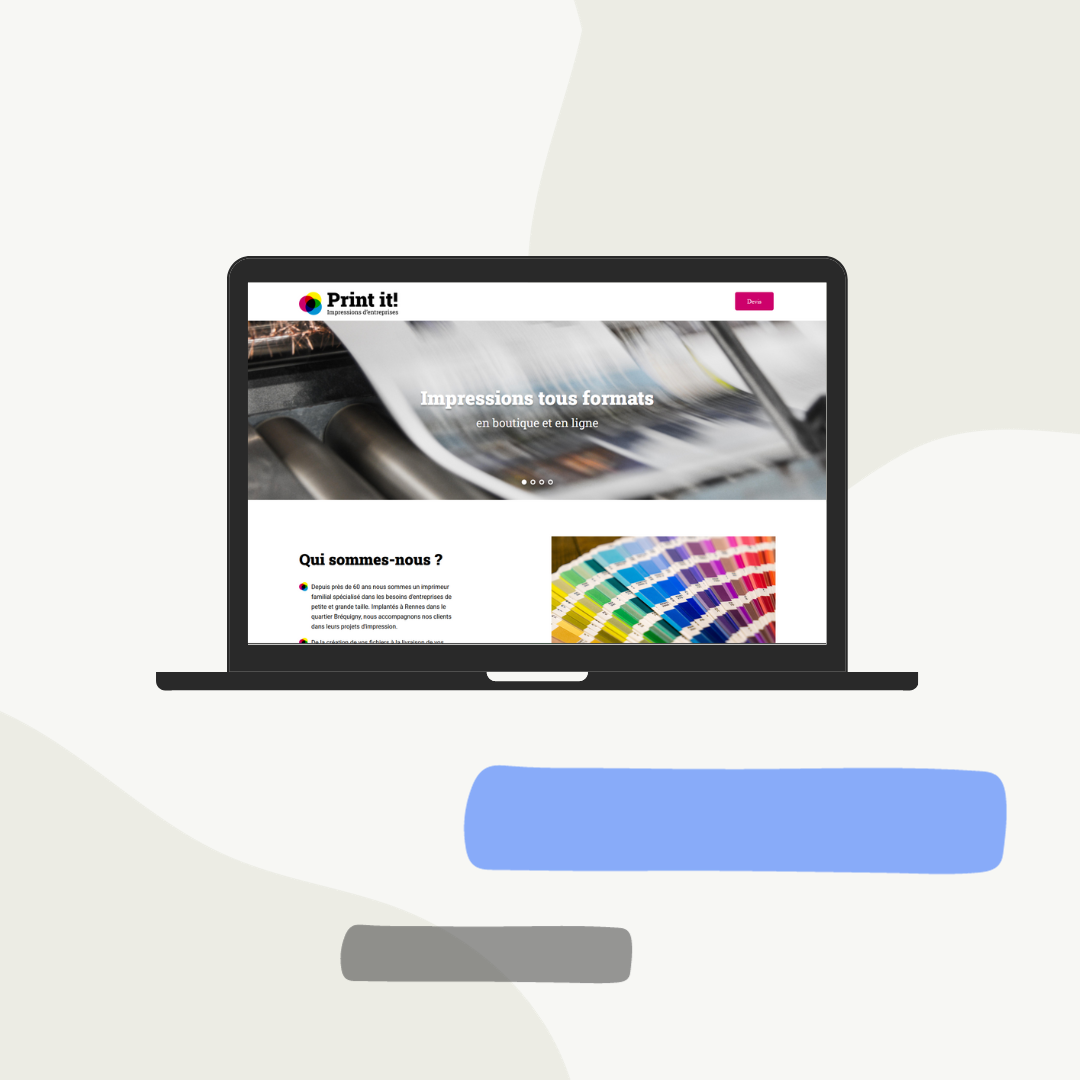 Print it!
Impressions d'entreprises
Devis
Impressions tous formats
en boutique et en ligne
Qui sommes-nous ?
Depuis près de 60 ans nous sommes un imprimeur
familial spécialisé dans les besoins d'entreprises de
petite et grande taille. Implantés à Rennes dans le
quartier Bréquigny, nous accompagnons nos clients
dans leurs projets d'impression.
De la création de vos fichiers à la livraison de vos